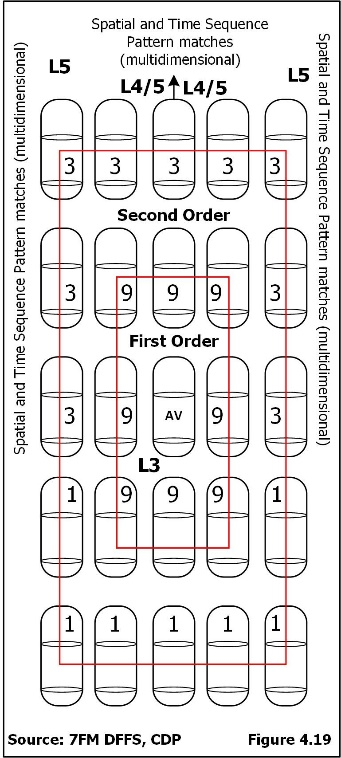 Spatial and Time Sequence
Pattern matches
(multidimensional)
Spatial and Time Sequence Pattern matches (multidimensional)
Spatial and Time Sequence Pattern matches (multidimensional)
L5
L5
L4/5 L4/5
3 3 3 3 3
Second Order
3 9 9 9 3
First Order
3 9 AV 9 3
L3
1 9 9 9 1
1 1 1 1 1
Source: 7FM DFFS, CDP Figure 4.19